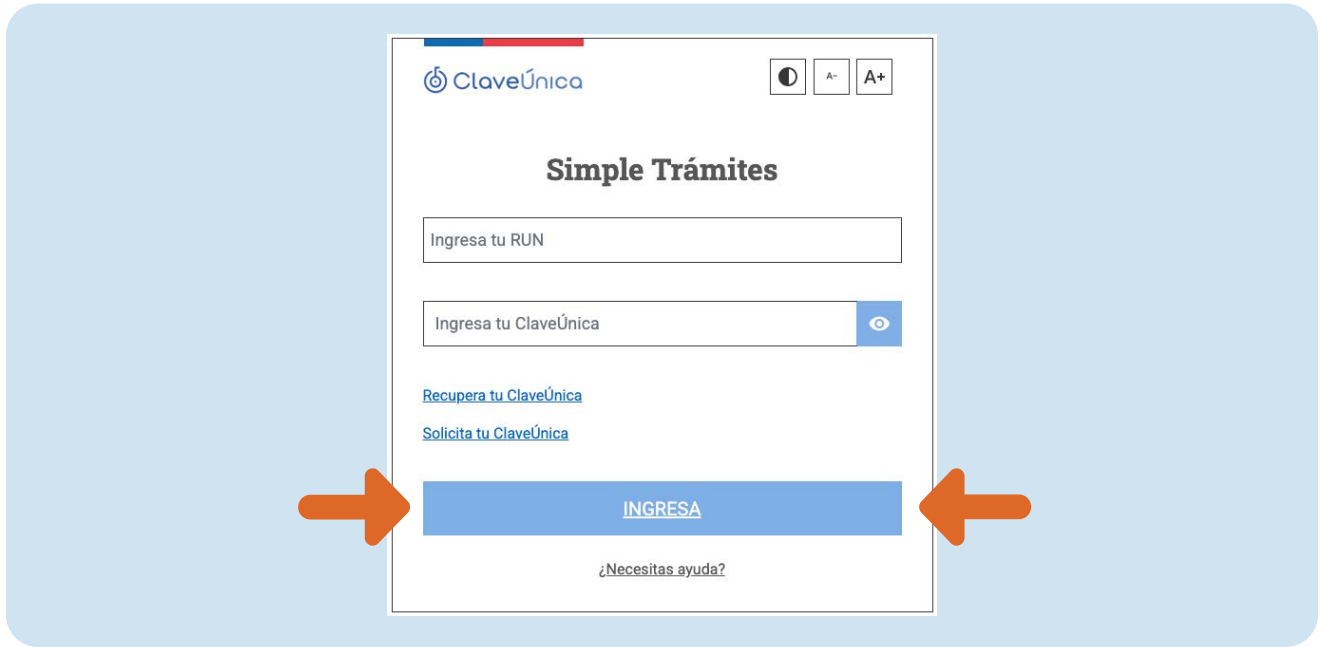 ClaveÚnica
A- A+
Simple Trámites
Ingresa tu RUN
Ingresa tu ClaveÚnica
Recupera tu ClaveÚnica
Solicita tu ClaveÚnica
INGRESA
¿Necesitas ayuda?